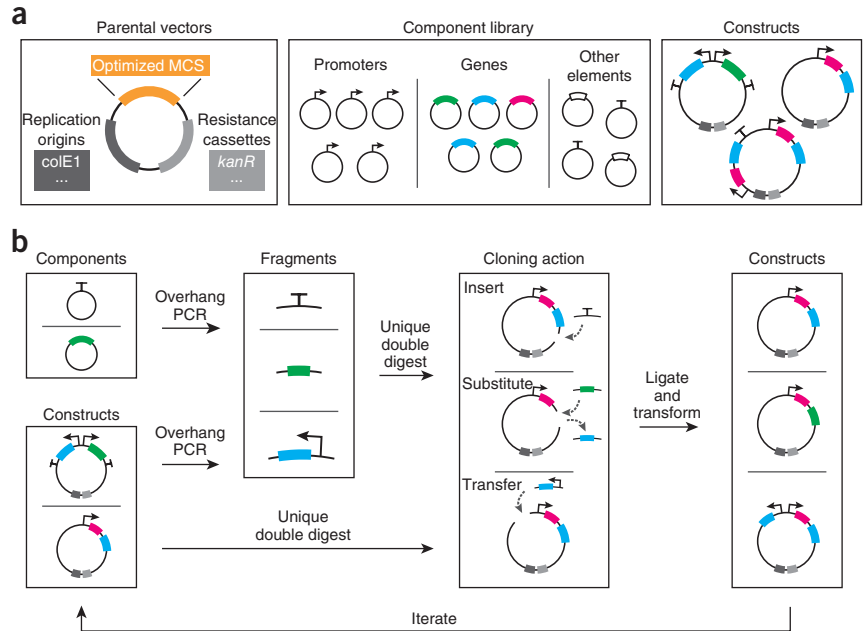 a
Parental vectors
Optimized MCS
Replication
origins
colE1
...
Resistance
cassettes
kanR
...
Component library
Promoters
Genes
Other
elements
Constructs
b
Components
Overhang
PCR
Fragments
Unique
double
digest
Cloning action
Insert
Substitute
Transfer
Ligate
and
transform
Constructs
Constructs
Overhang
PCR
Unique
double digest
Iterate